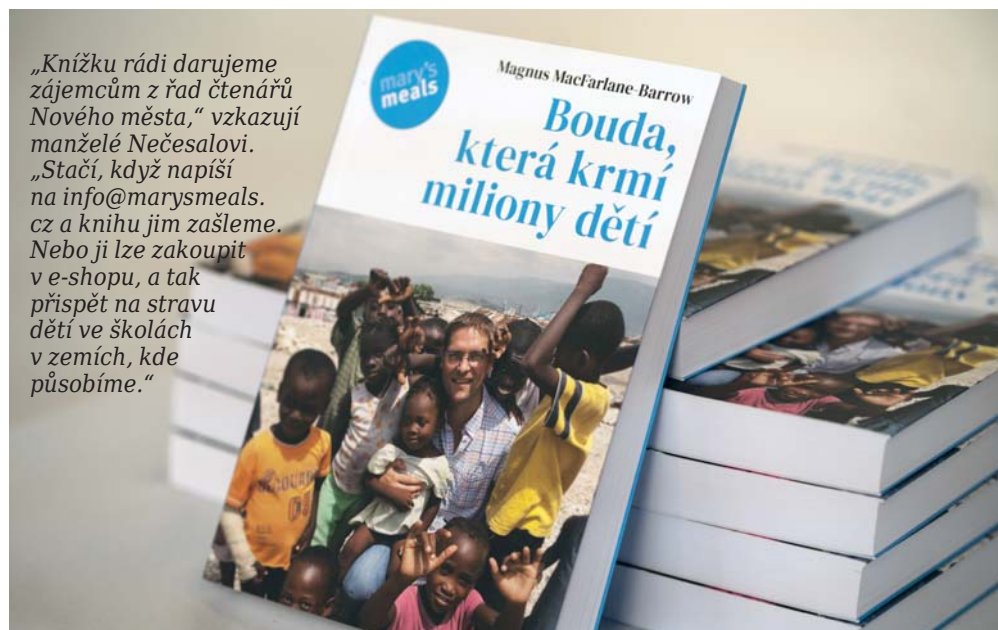 „Knížku rádi darujeme
zájemcům z řad čtenářů
Nového města,“ vzkazují
manželé Nečesalovi.
„Stačí, když napíší
na info@marysmeals.
cz a knihu jim zašleme.
Nebo ji lze zakoupit
v e-shopu, a tak
přispět na stravu
dětí ve školách
v zemích, kde
působíme.“
mary's
meals
Magnus MacFarlane-Barrow
Bouda,
která krmí
miliony dětí